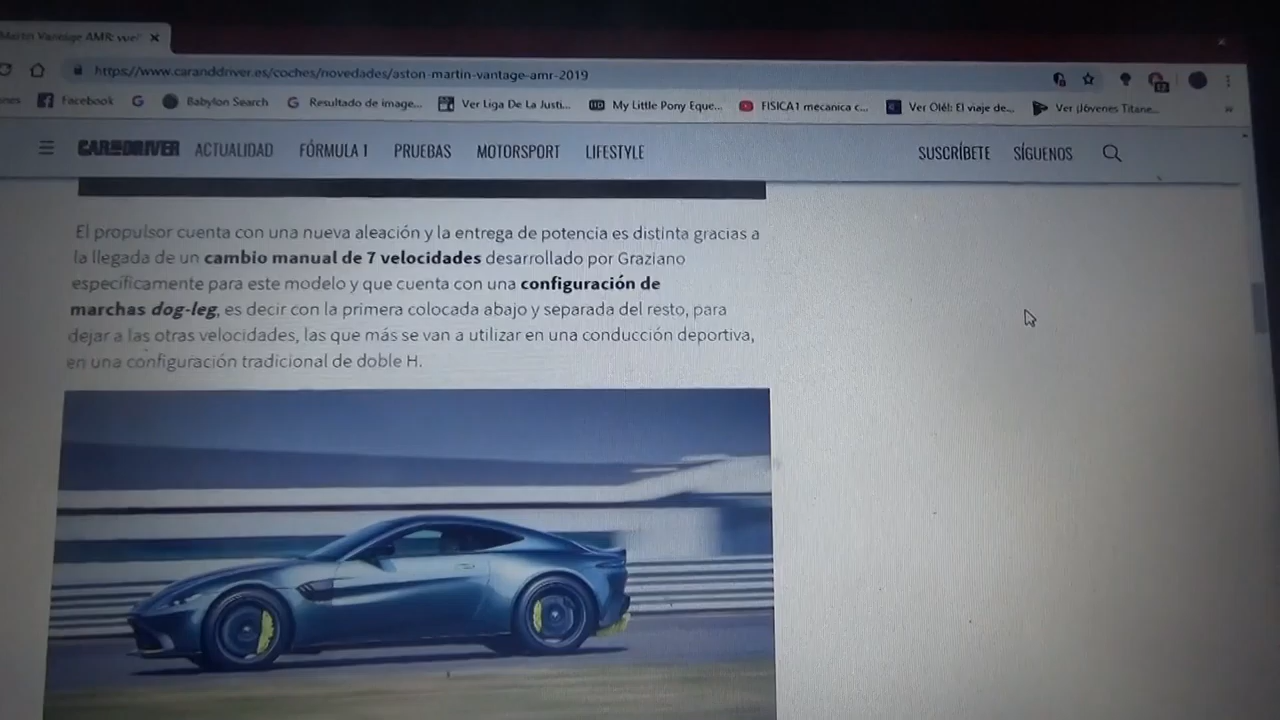 Martin Vantage AMR: wel
https://www.caranddriver.es/coches/novedades/aston-martin-vantage-amr-2019
Facebook
Babylon Search
Resultado de image...
Ver Liga De La Justi...
My Little Pony Eque...
FISICA1 mecanica c...
Ver Olé!: El viaje de...
Ver ¡Jóvenes Titane...
CAR AND DRIVER ACTUALIDAD FÓRMULA 1 PRUEBAS MOTORSPORT LIFESTYLE SUSCRÍBETE SÍGUENOS
El propulsor cuenta con una nueva aleación y la entrega de potencia es distinta gracias a
la llegada de un cambio manual de 7 velocidades desarrollado por Graziano
específicamente para este modelo y que cuenta con una configuración de
marchas dog-leg, es decir con la primera colocada abajo y separada del resto, para
dejar a las otras velocidades, las que más se van a utilizar en una conducción deportiva,
en una configuración tradicional de doble H.